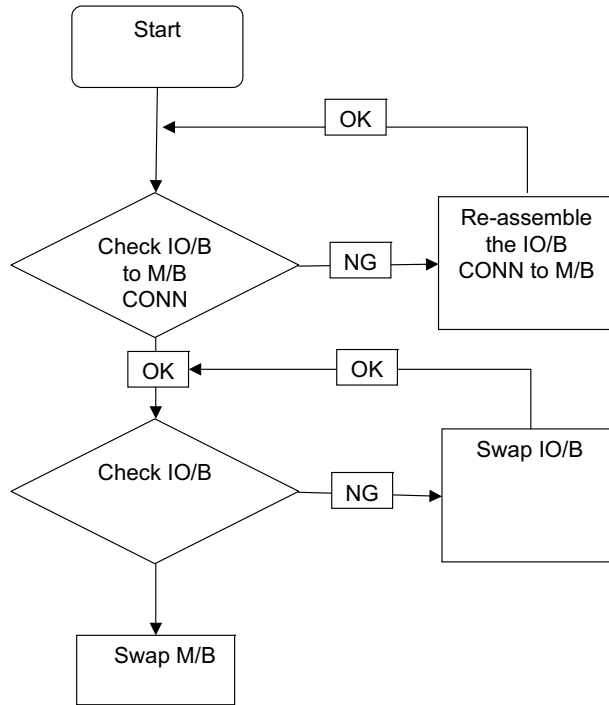 Start
OK
Check IO/B
to M/B
CONN
NG
Re-assemble
the IO/B
CONN to M/B
OK
OK
Check IO/B
NG
Swap IO/B
Swap M/B